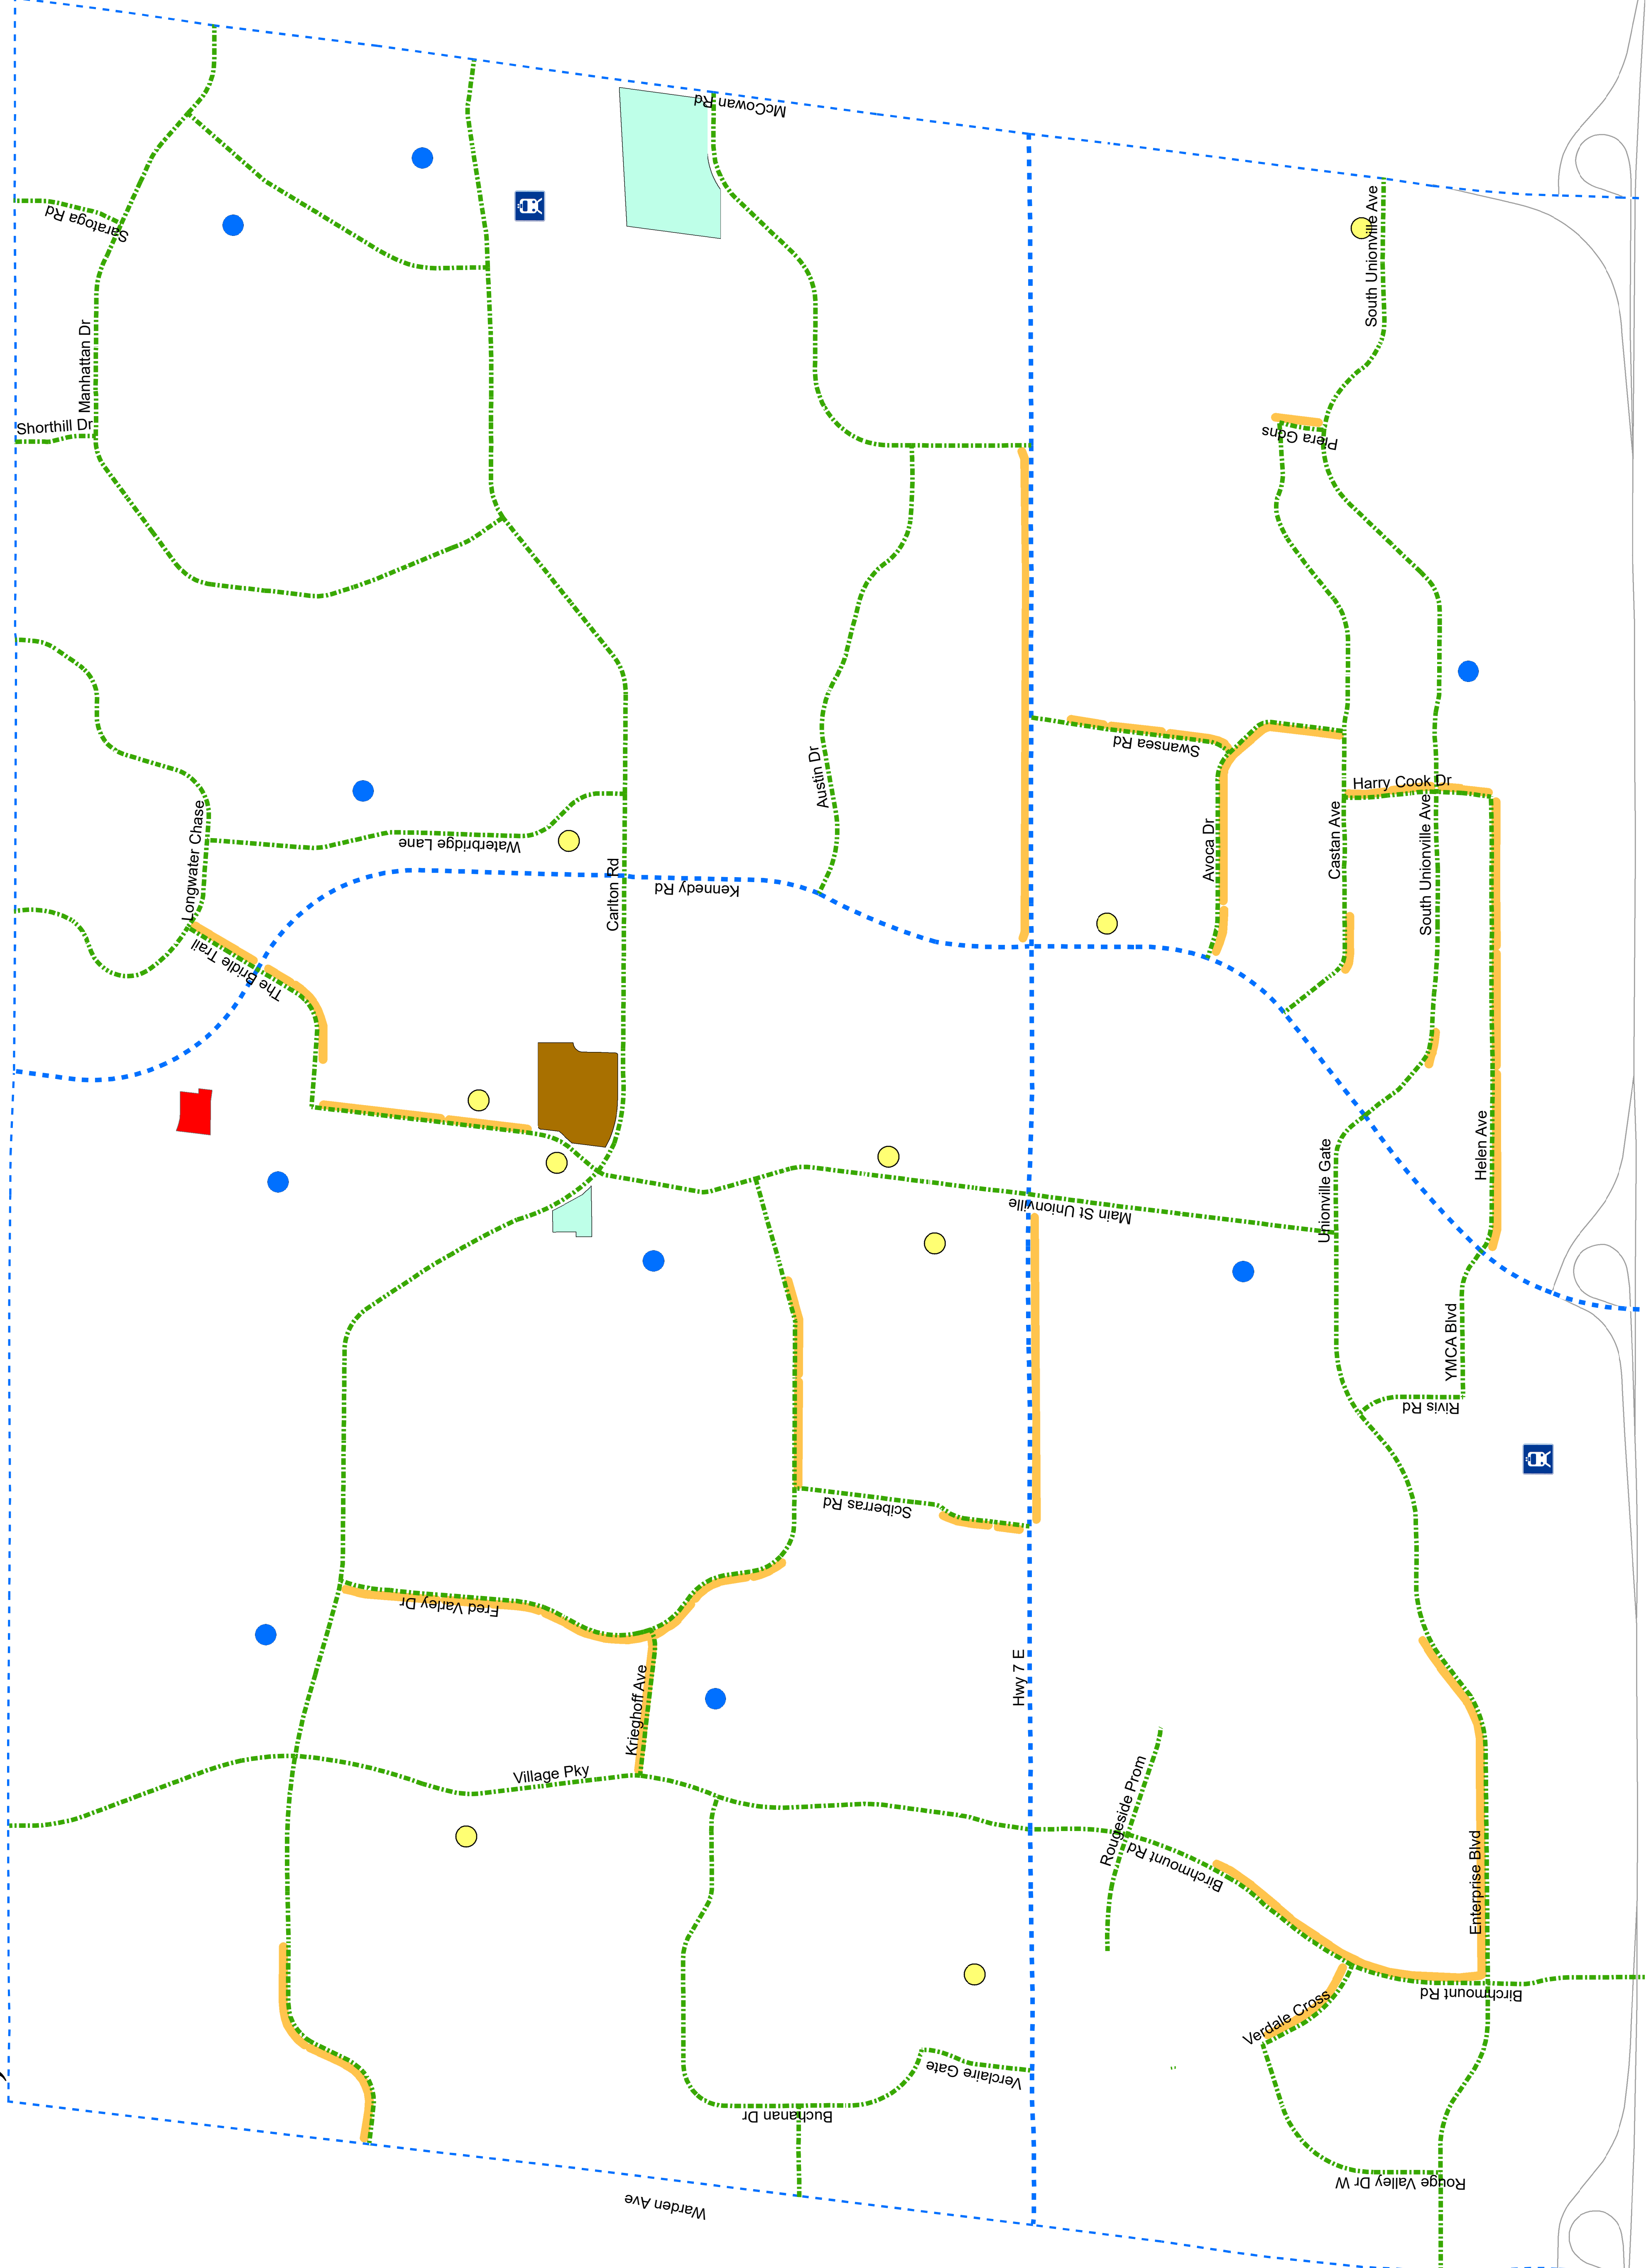 McCowan Rd
South Unionville Ave
Saratoga Rd
Manhattan Dr
Shorthill Dr
Piera Gdns
Swansea Rd
Austin Dr
Harry Cook Dr
Longwater Chase
Waterbridge Lane
Carlton Rd
Kennedy Rd
Avoca Dr
Castan Ave
South Unionville Ave
The Bridle Trail
Helen Ave
Main St Unionville
Unionville Gate
YMCA Blvd
Rivis Rd
Sciberras Rd
Fred Varley Dr
Krieghoff Ave
Hwy 7 E
Village Pky
Rougeside Prom
Birchmount Rd
Enterprise Blvd
Birchmount Rd
Verdale Cross
Verclaire Gate
Buchanan Dr
Rouge Valley Dr W
Warden Ave